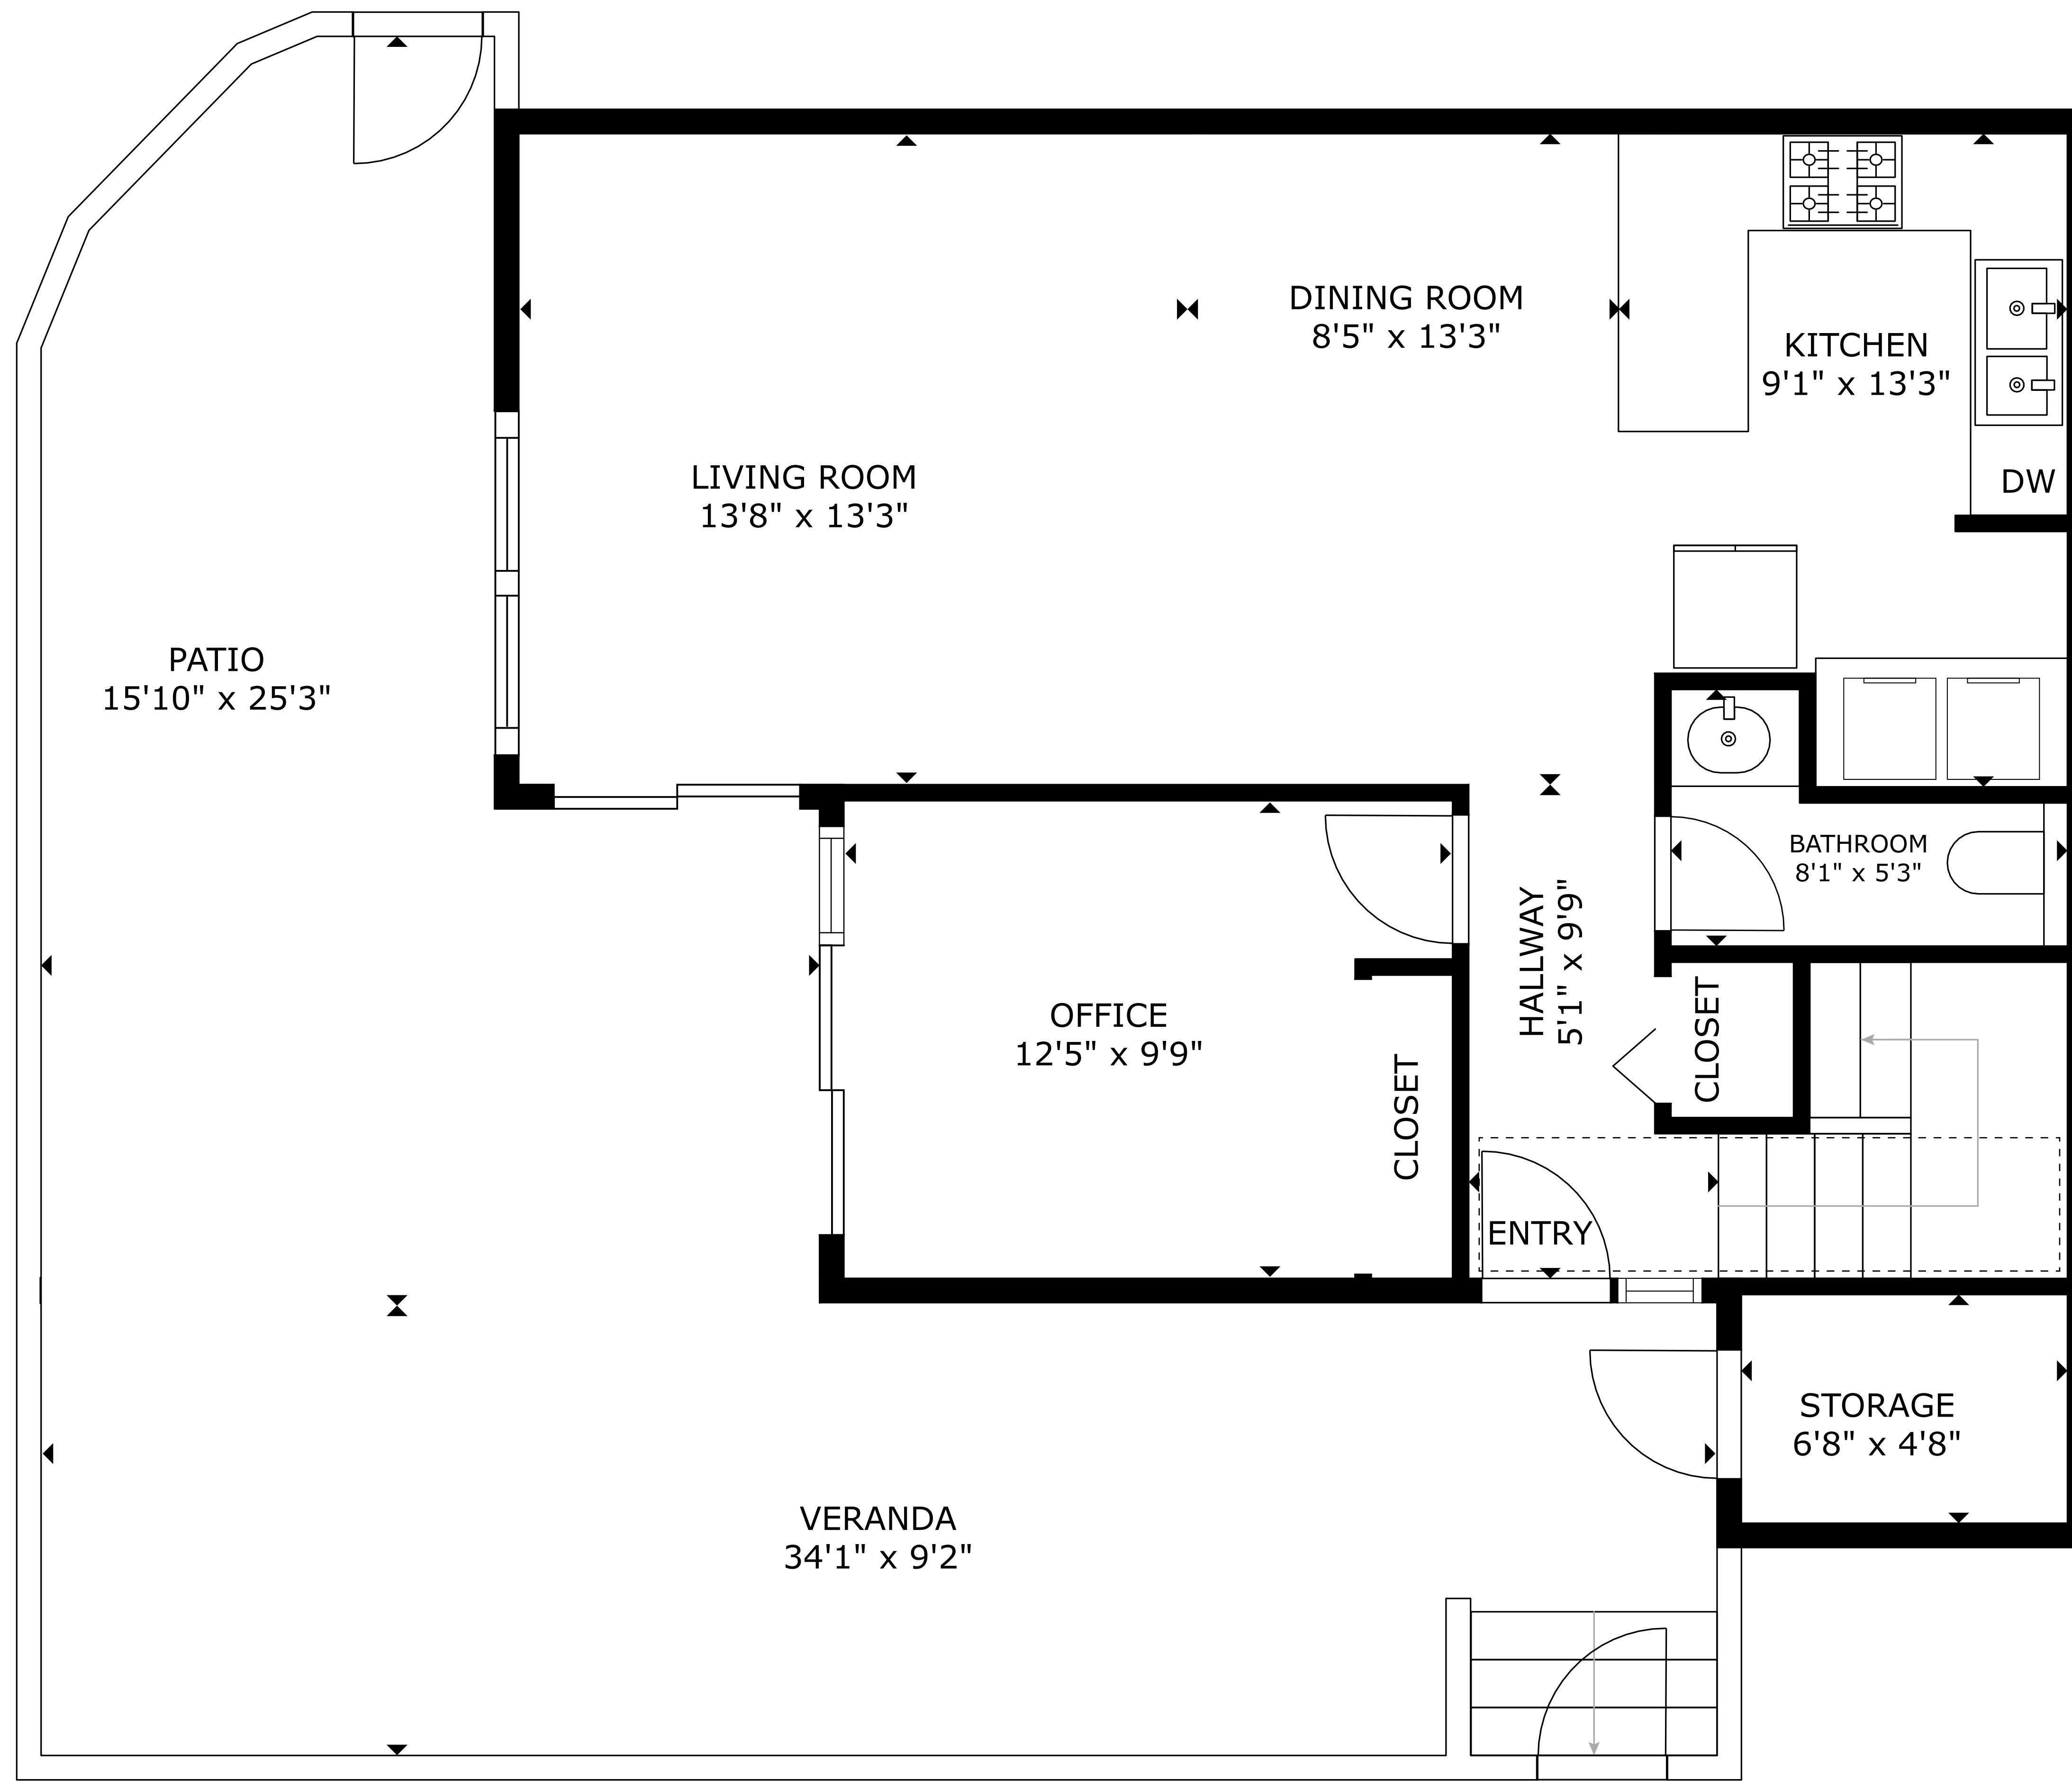 DINING ROOM
8'5" x 13'3"
KITCHEN
9'1" x 13'3"
LIVING ROOM
13'8" x 13'3"
DW
PATIO
15'10" x 25'3"
BATHROOM
8'1" x 5'3"
HALLWAY
5'1" x 9'9"
OFFICE
12'5" x 9'9"
CLOSET
CLOSET
ENTRY
STORAGE
6'8" x 4'8"
VERANDA
34'1" x 9'2"